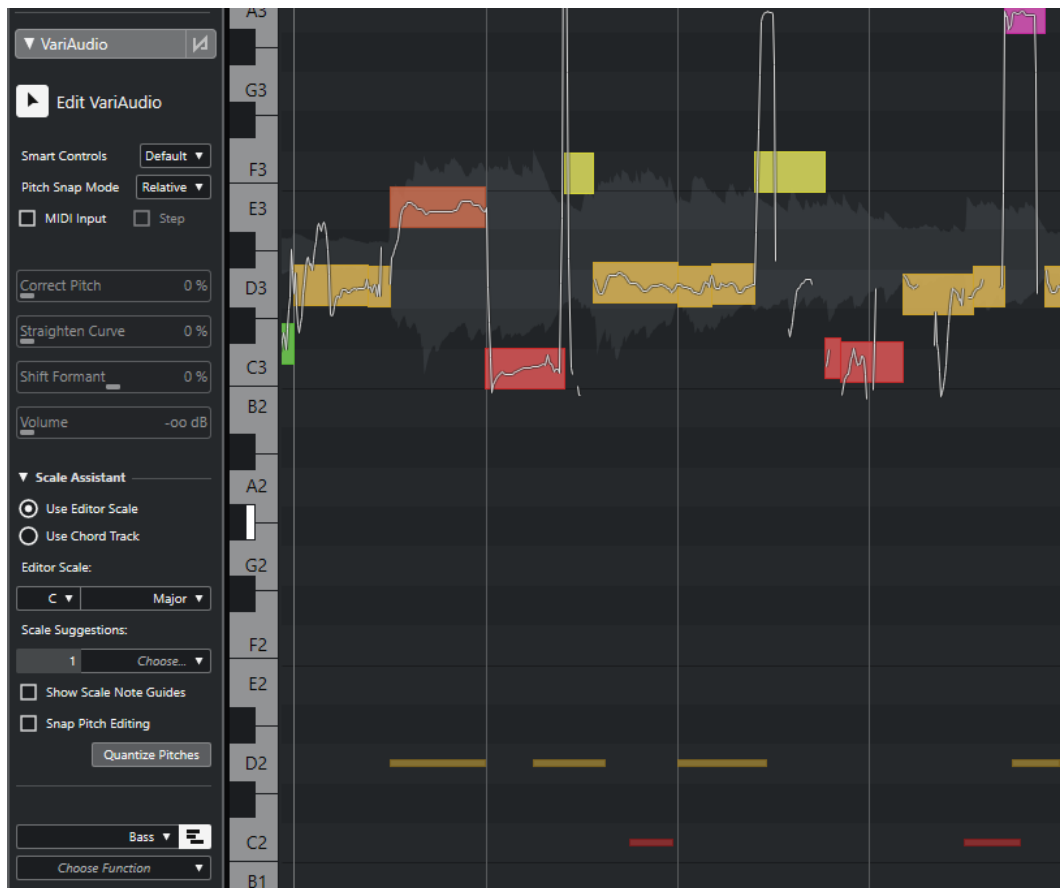 ▼ VariAudio
Edit VariAudio
Smart Controls Default ▼
Pitch Snap Mode Relative ▼
MIDI Input Step
Correct Pitch 0 %
Straighten Curve 0 %
Shift Formant 0 %
Volume -oo dB
▼ Scale Assistant
Use Editor Scale
Use Chord Track
Editor Scale:
C ▼ Major ▼
Scale Suggestions:
1 Choose... ▼
Show Scale Note Guides
Snap Pitch Editing
Quantize Pitches
Bass ▼
Choose Function ▼
A3
G3
F3
E3
D3
C3
B2
A2
G2
F2
E2
D2
C2
B1